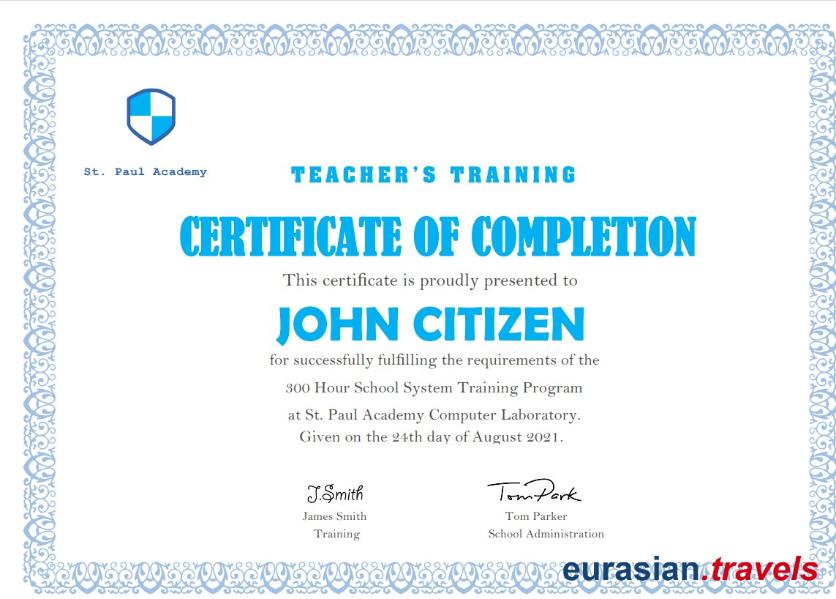 St. Paul Academy
TEACHER'S TRAINING
CERTIFICATE OF COMPLETION
This certificate is proudly presented to
JOHN CITIZEN
for successfully fulfilling the requirements of the
300 Hour School System Training Program
at St. Paul Academy Computer Laboratory.
Given on the 24th day of August 2021.
J.Smith
Tom Park
James Smith
Tom Parker
Training
School Administration
eurasian.travels